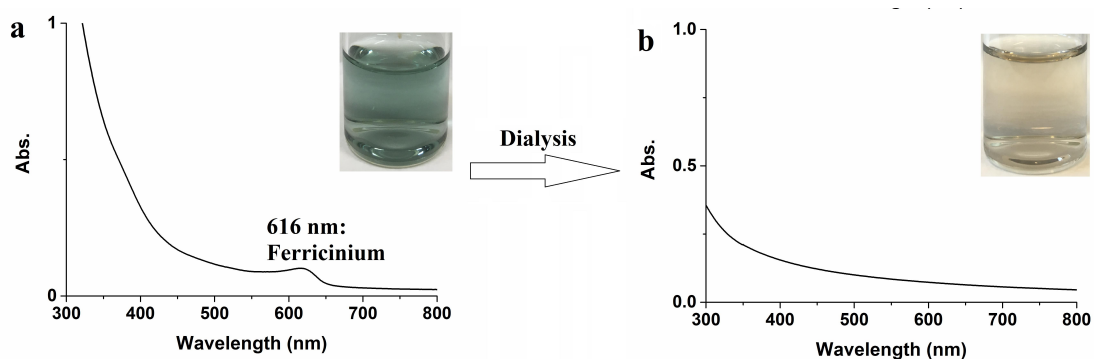 a
1
0
Abs.
300 400 500 600 700 800
Wavelength (nm)
616 nm:
Ferricinium
Dialysis
b
1.0
0.5
0.0
Abs.
300 400 500 600 700 800
Wavelength (nm)